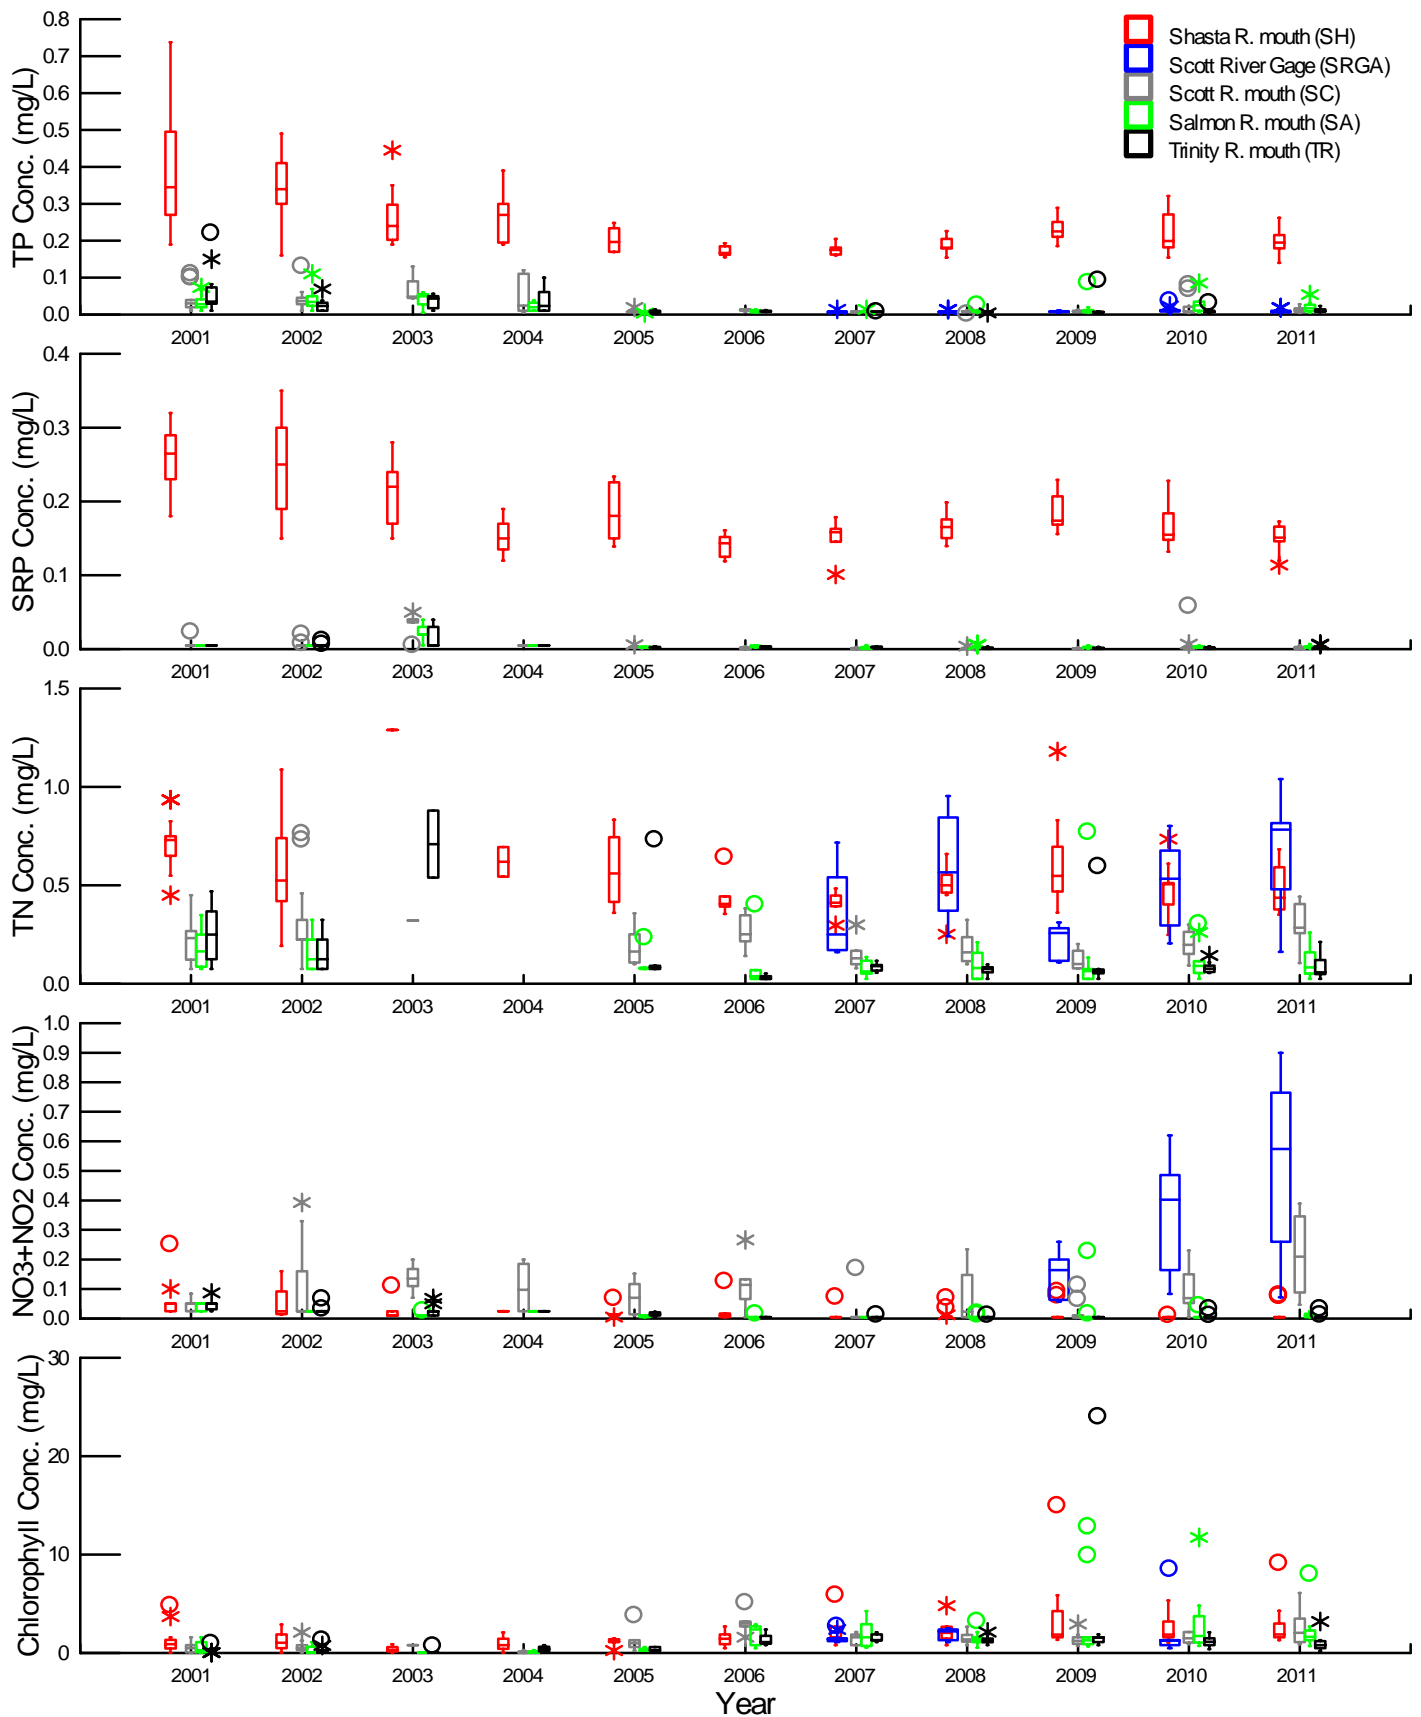 0.8
0.7
0.6
0.5
0.4
0.3
0.2
0.1
0.0
TP Conc. (mg/L)
Shasta R. mouth (SH)
Scott River Gage (SRGA)
Scott R. mouth (SC)
Salmon R. mouth (SA)
Trinity R. mouth (TR)
2001 2002 2003 2004 2005 2006 2007 2008 2009 2010 2011
0.4
0.3
0.2
0.1
0.0
SRP Conc. (mg/L)
2001 2002 2003 2004 2005 2006 2007 2008 2009 2010 2011
1.5
1.0
0.5
0.0
TN Conc. (mg/L)
2001 2002 2003 2004 2005 2006 2007 2008 2009 2010 2011
1.0
0.9
0.8
0.7
0.6
0.5
0.4
0.3
0.2
0.1
0.0
NO3+NO2 Conc. (mg/L)
2001 2002 2003 2004 2005 2006 2007 2008 2009 2010 2011
30
20
10
0
Chlorophyll Conc. (mg/L)
2001 2002 2003 2004 2005 2006 2007 2008 2009 2010 2011
Year